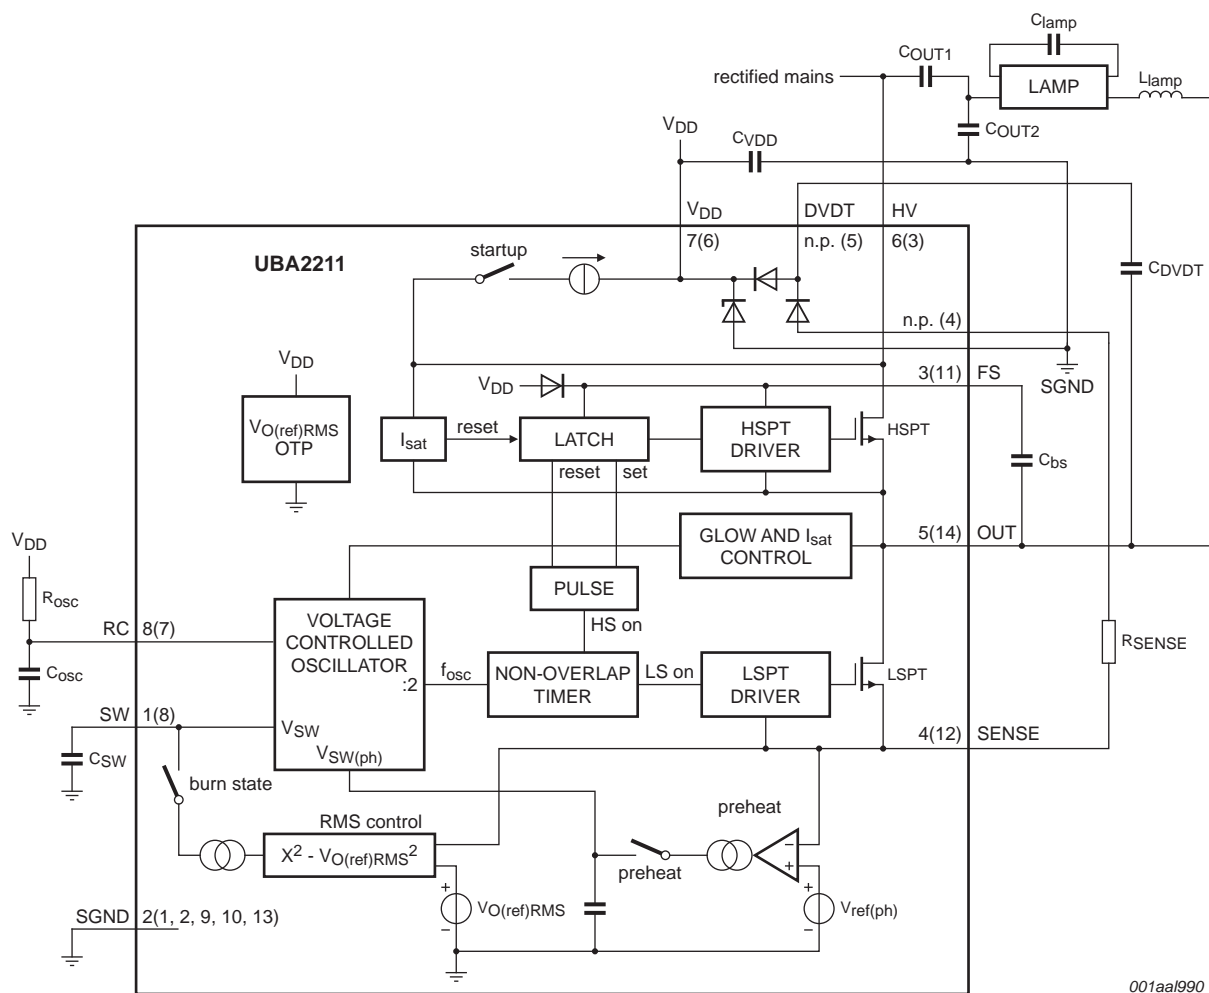 Clamp
COUT1
rectified mains
LAMP
Llamp
COUT2
VDD
CVDD
VDD
DVDT
HV
7(6)
n.p. (5)
6(3)
UBA2211
startup
CDVDT
n.p. (4)
SGND
VDD
VDD
3(11)
FS
VO(ref)RMS
OTP
Isat
reset
LATCH
HSPT
DRIVER
HSPT
reset
set
Cbs
VDD
GLOW AND Isat
CONTROL
5(14)
OUT
Rosc
PULSE
RC
8(7)
VOLTAGE
CONTROLLED
OSCILLATOR
:2
HS on
RSENSE
Cosc
fosc
NON-OVERLAP
TIMER
LS on
LSPT
DRIVER
LSPT
SW
1(8)
VSW
4(12)
SENSE
CSW
VSW(ph)
burn state
preheat
RMS control
X2 - VO(ref)RMS2
−
+
preheat
SGND
2(1, 2, 9, 10, 13)
+
VO(ref)RMS
−
+
Vref(ph)
−
001aal990